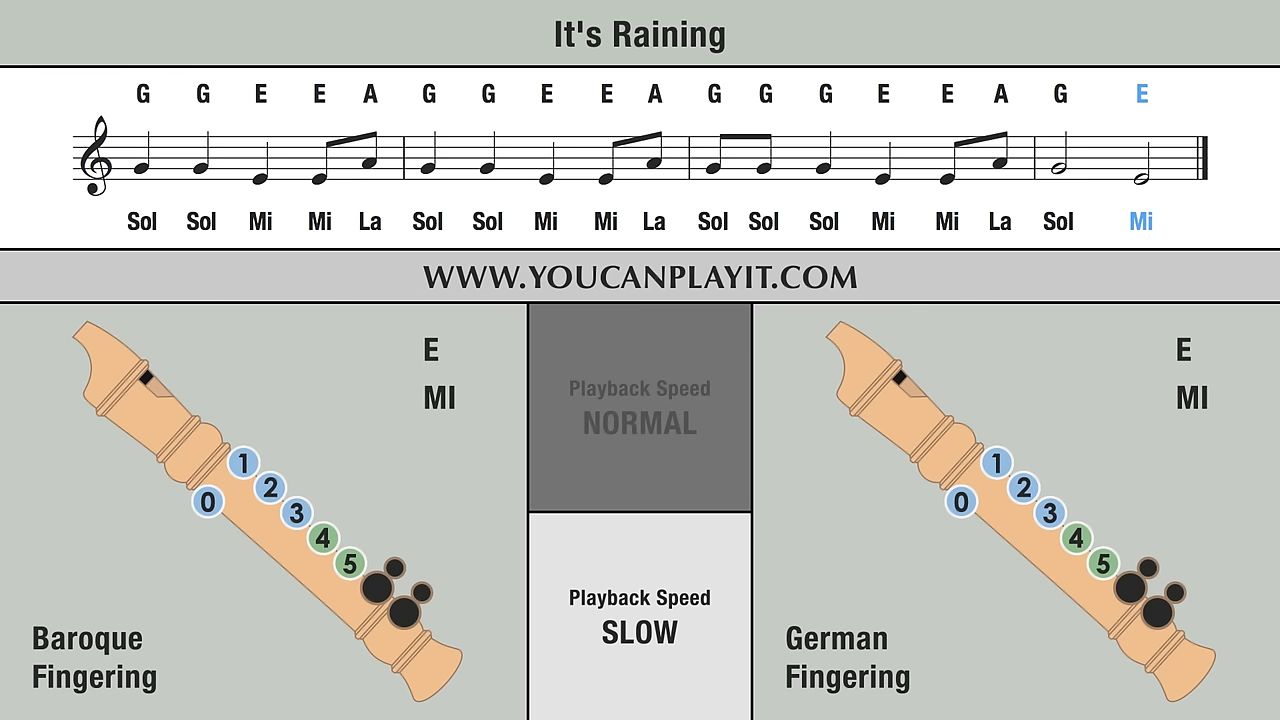 It's Raining
G G E E A G G E E A G G G E E A G E
Sol Sol Mi Mi La Sol Sol Mi Mi La Sol Sol Sol Mi Mi La Sol Mi
WWW.YOUCANPLAYIT.COM
E
MI
0 1 2 3 4 5
Baroque
Fingering
Playback Speed
NORMAL
Playback Speed
SLOW
E
MI
0 1 2 3 4 5
German
Fingering